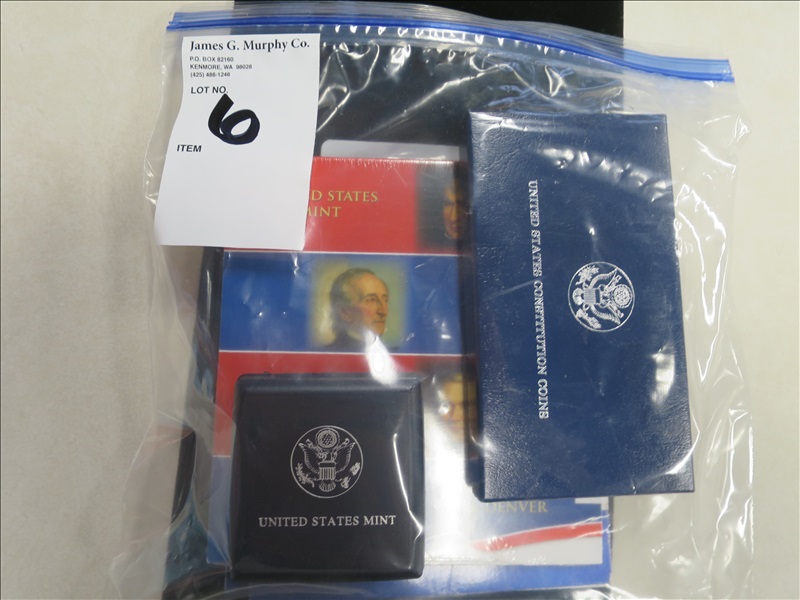 James G. Murphy Co.
P.O. BOX 82160
KENMORE, WA 98028
(425) 486-1246
LOT NO.
6
ITEM
D STATES
MINT
UNITED STATES CONSTITUTION COINS
UNITED STATES MINT
DENVER